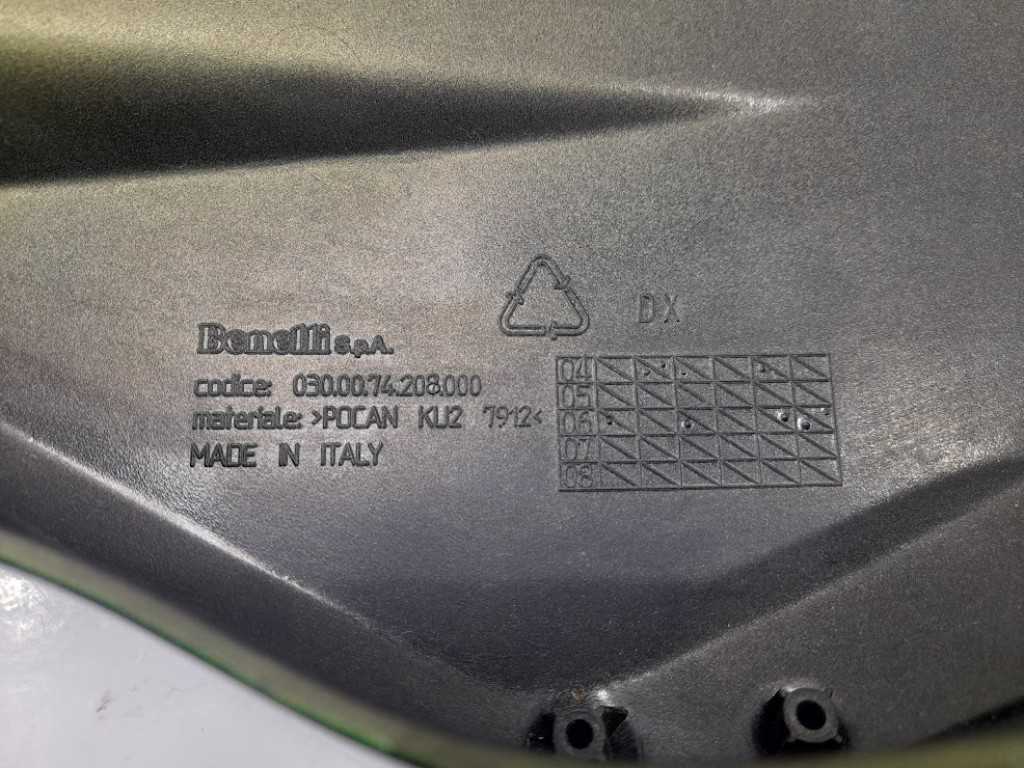 DX
Benelli S.p.A.
codice: 030.00.74.208.000
materiale: >POCAN KU2 7912<
MADE IN ITALY
04
05
06
07
08